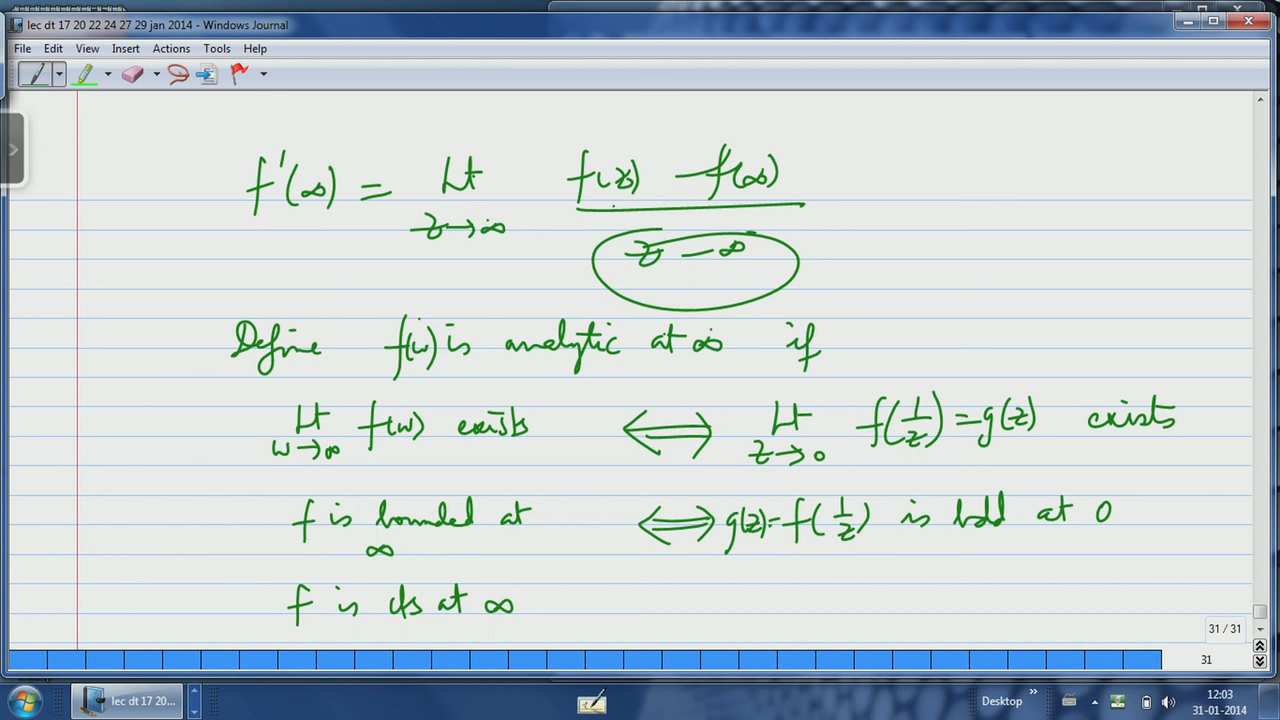 lec dt 17 20 22 24 27 29 jan 2014 - Windows Journal
File Edit View Insert Actions Tools Help
f'(∞) = Lt z→∞ f(z) - f(∞)
z - ∞
Define f(w) is analytic at ∞ if
Lt w→∞ f(w) exists ⟺ Lt z→0 f(1/z) = g(z) exists
f is bounded at ∞ ⟺ g(z) = f(1/z) is bdd at 0
f is cts at ∞
31 / 31
31
lec dt 17 20... Desktop 12:03
31-01-2014